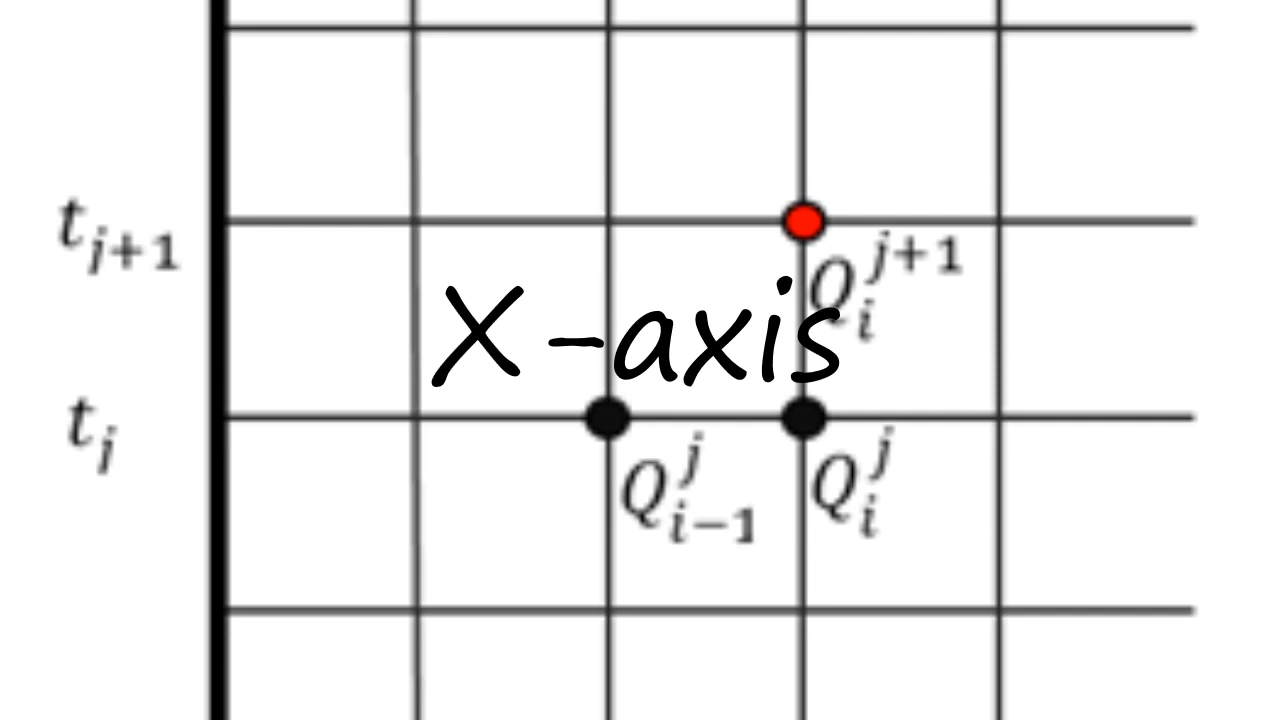 t_{j+1}
Q_i^{j+1}
X-axis
t_j
Q_{i-1}^j
Q_i^j